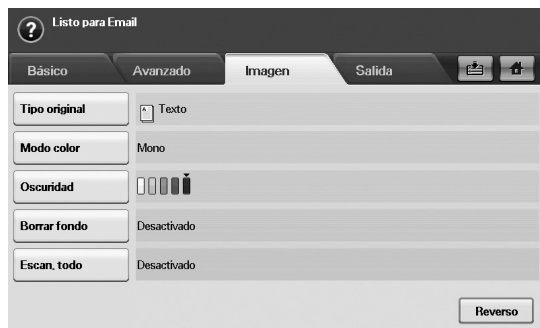 Listo para Email
Básico Avanzado Imagen Salida
Tipo original Texto
Modo color Mono
Oscuridad
Borrar fondo Desactivado
Escan. todo Desactivado
Reverso